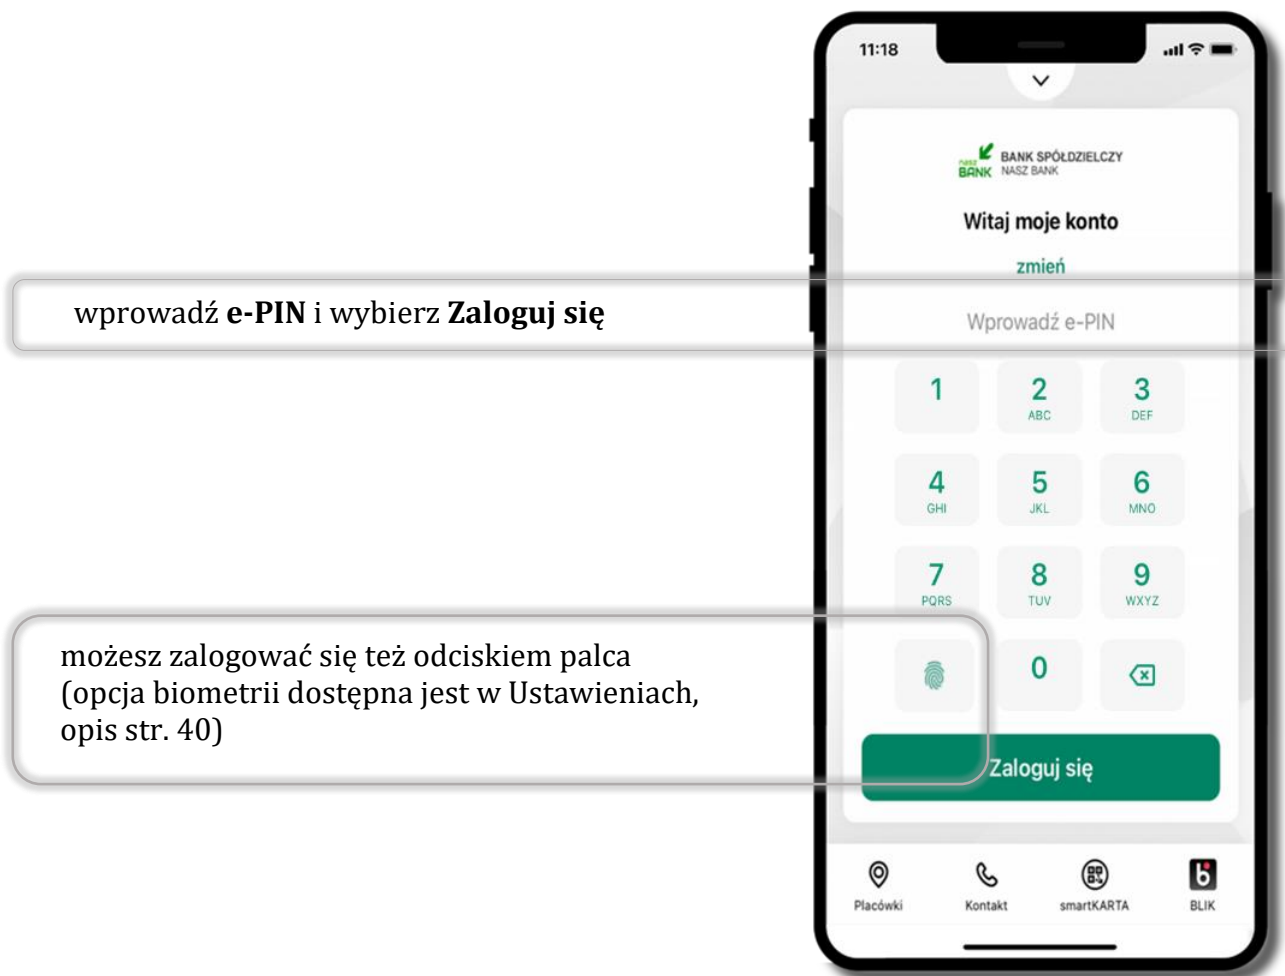 11:18
nasz
BANK
BANK SPÓŁDZIELCZY
NASZ BANK
Witaj moje konto
zmień
wprowadź e-PIN i wybierz Zaloguj się
Wprowadź e-PIN
1
2
ABC
3
DEF
4
GHI
5
JKL
6
MNO
7
PQRS
8
TUV
9
WXYZ
możesz zalogować się też odciskiem palca
(opcja biometrii dostępna jest w Ustawieniach,
opis str. 40)
0
Zaloguj się
Placówki
Kontakt
smartKARTA
BLIK